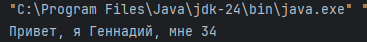 "C:\Program Files\Java\jdk-24\bin\java.exe" "
Привет, я Геннадий, мне 34